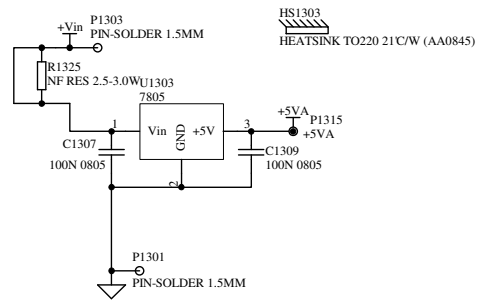 P1303
+Vin
PIN-SOLDER 1.5MM
HS1303
HEATSINK TO220 21'C/W (AA0845)
R1325
NF RES 2.5-3.0W
U1303
7805
1
Vin
GND
+5V
3
2
+5VA
P1315
+5VA
C1307
100N 0805
C1309
100N 0805
P1301
PIN-SOLDER 1.5MM